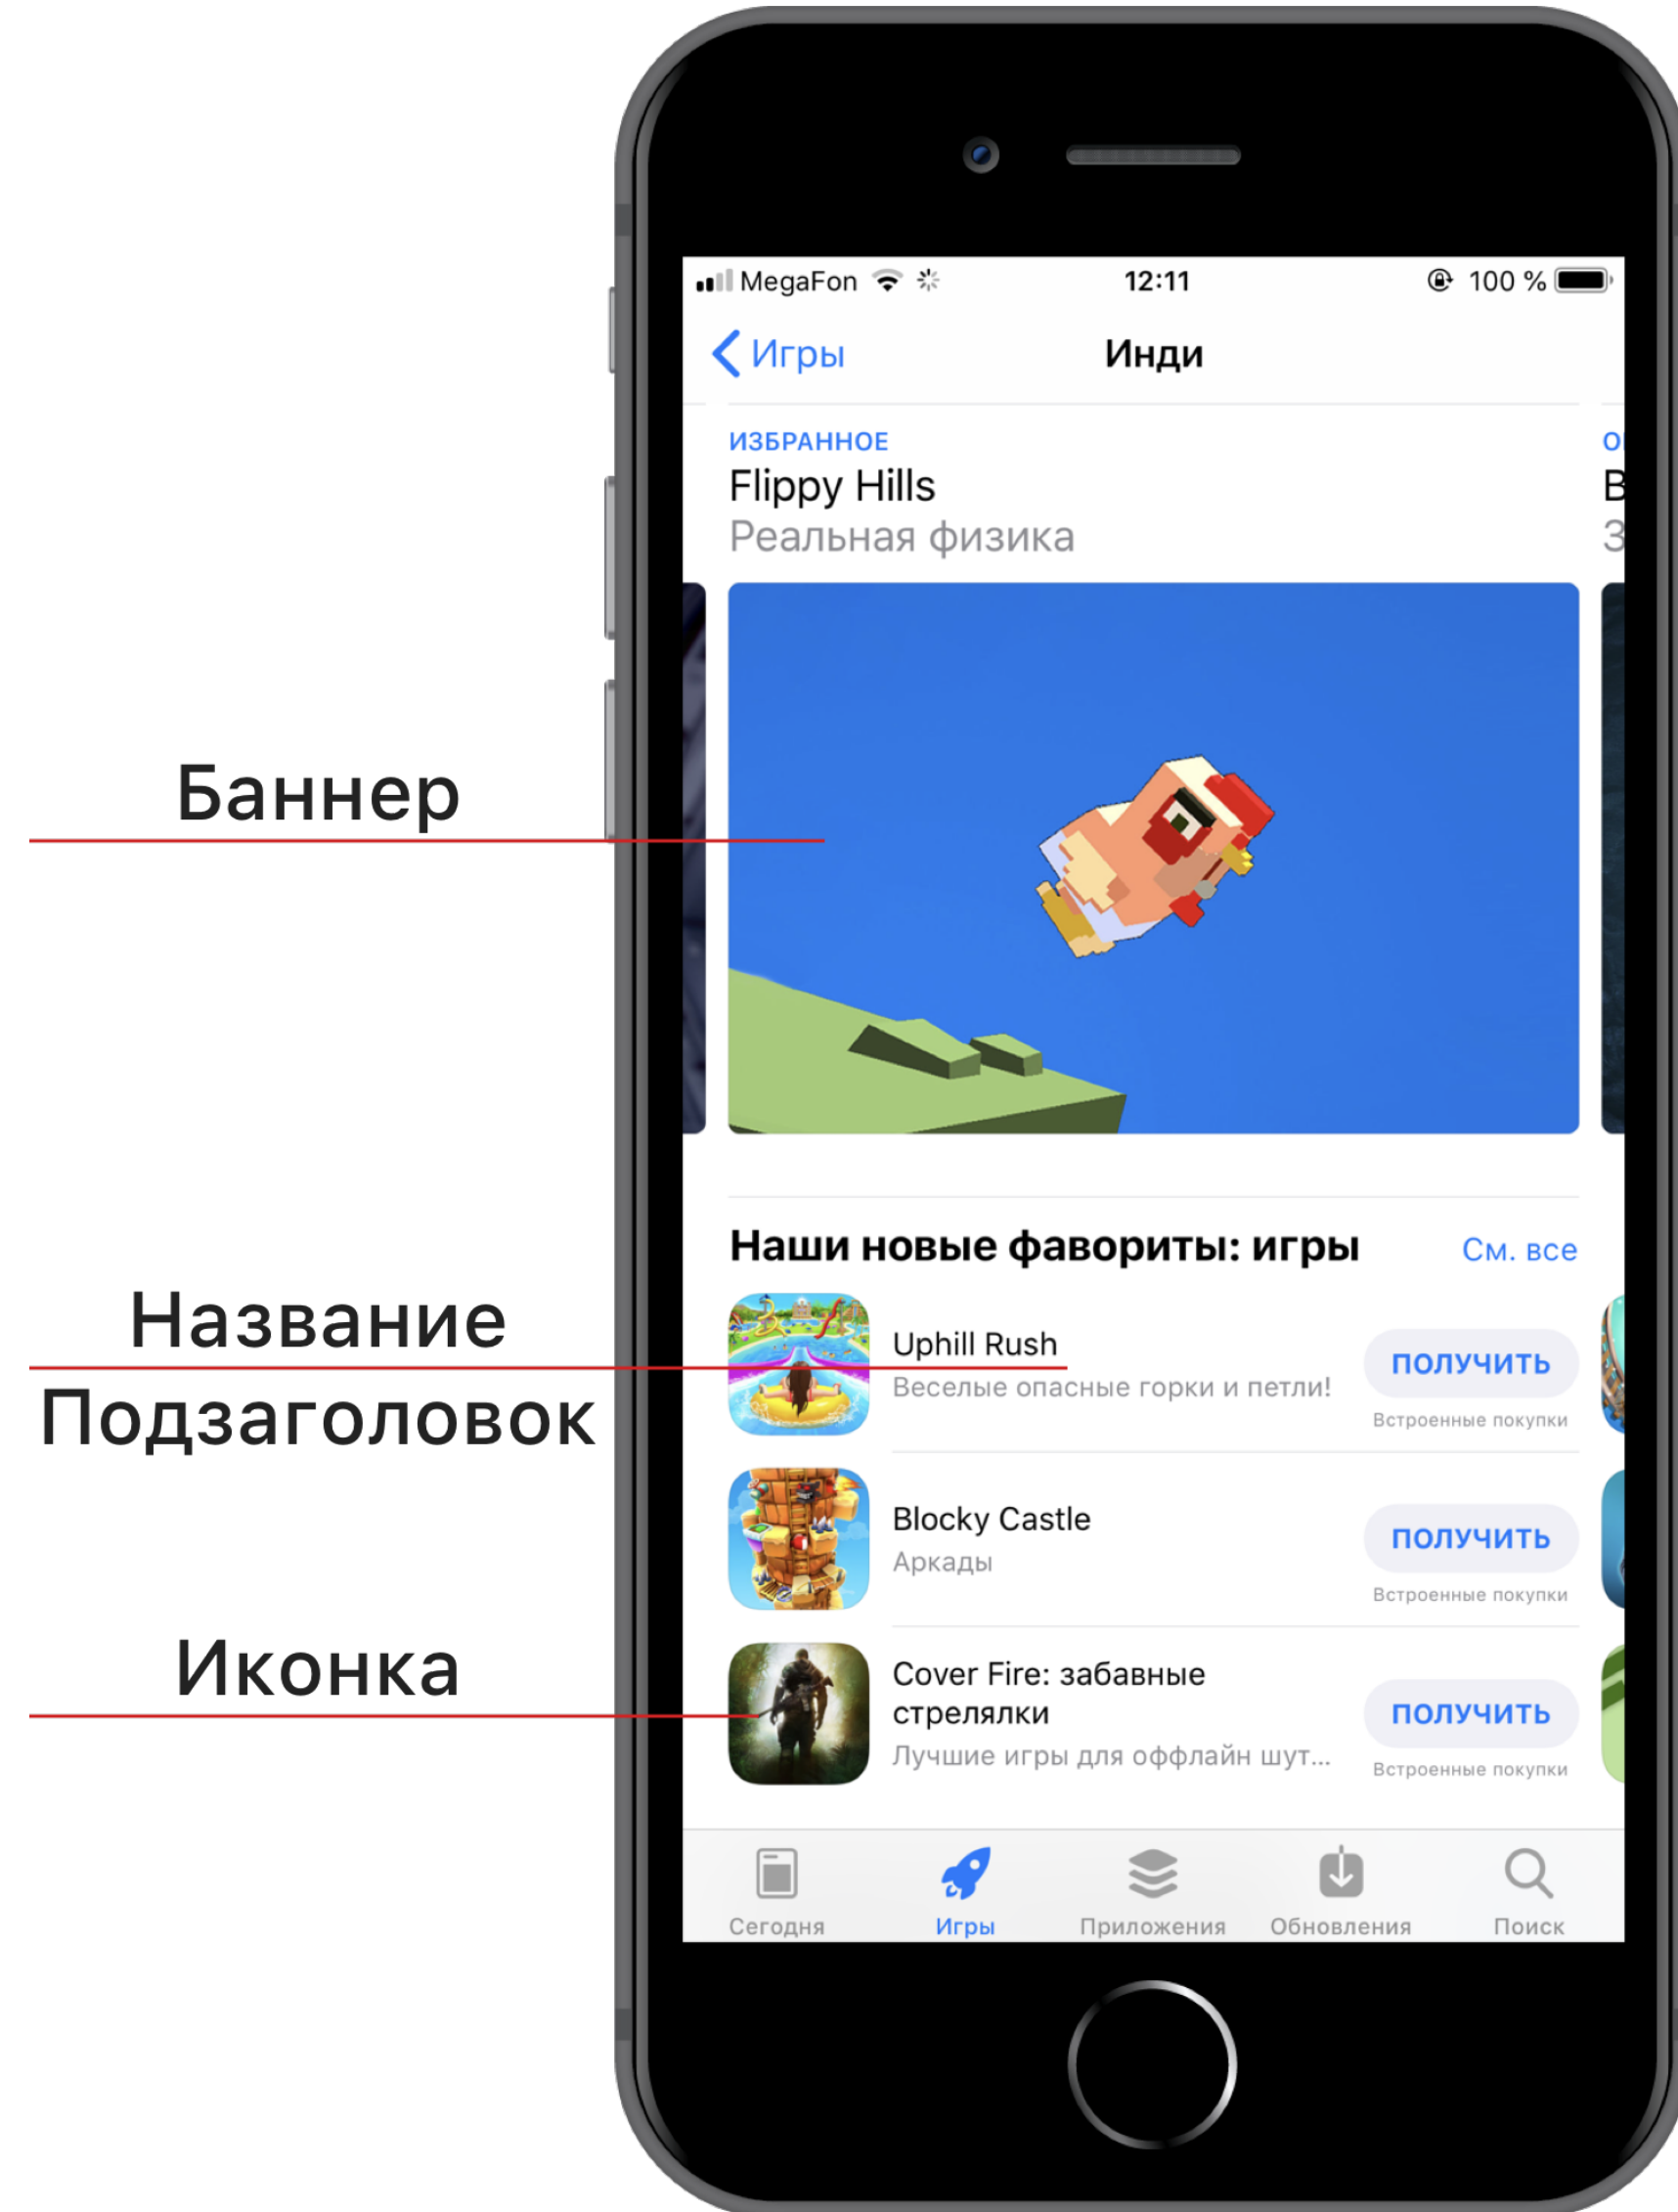 MegaFon 12:11 100 %
Игры Инди
ИЗБРАННОЕ
Flippy Hills
Реальная физика
Баннер
Наши новые фавориты: игры См. все
Название
Подзаголовок
Uphill Rush
Веселые опасные горки и петли!
ПОЛУЧИТЬ
Встроенные покупки
Blocky Castle
Аркады
ПОЛУЧИТЬ
Встроенные покупки
Иконка
Cover Fire: забавные
стрелялки
Лучшие игры для оффлайн шут...
ПОЛУЧИТЬ
Встроенные покупки
Сегодня Игры Приложения Обновления Поиск